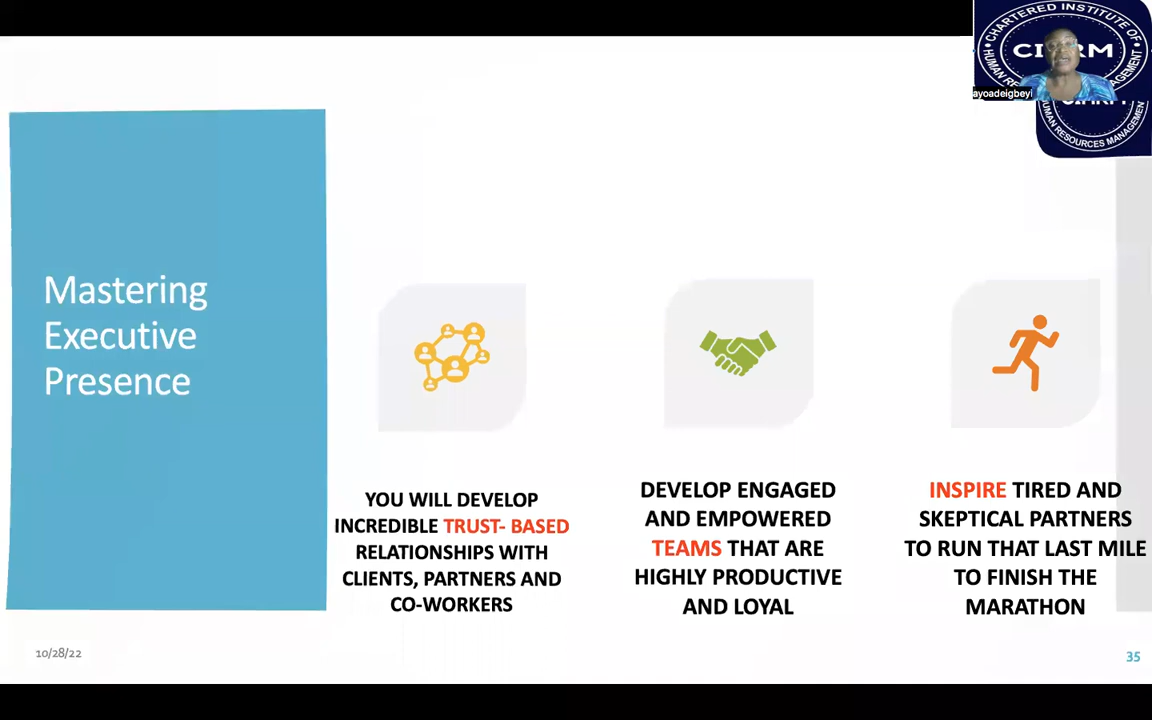 CHARTERED INSTITUTE OF
HUMAN RESOURCES MANAGEMENT
ayoadeigbeyi
Mastering
Executive
Presence
YOU WILL DEVELOP
INCREDIBLE TRUST- BASED
RELATIONSHIPS WITH
CLIENTS, PARTNERS AND
CO-WORKERS
DEVELOP ENGAGED
AND EMPOWERED
TEAMS THAT ARE
HIGHLY PRODUCTIVE
AND LOYAL
INSPIRE TIRED AND
SKEPTICAL PARTNERS
TO RUN THAT LAST MILE
TO FINISH THE
MARATHON
10/28/22
35